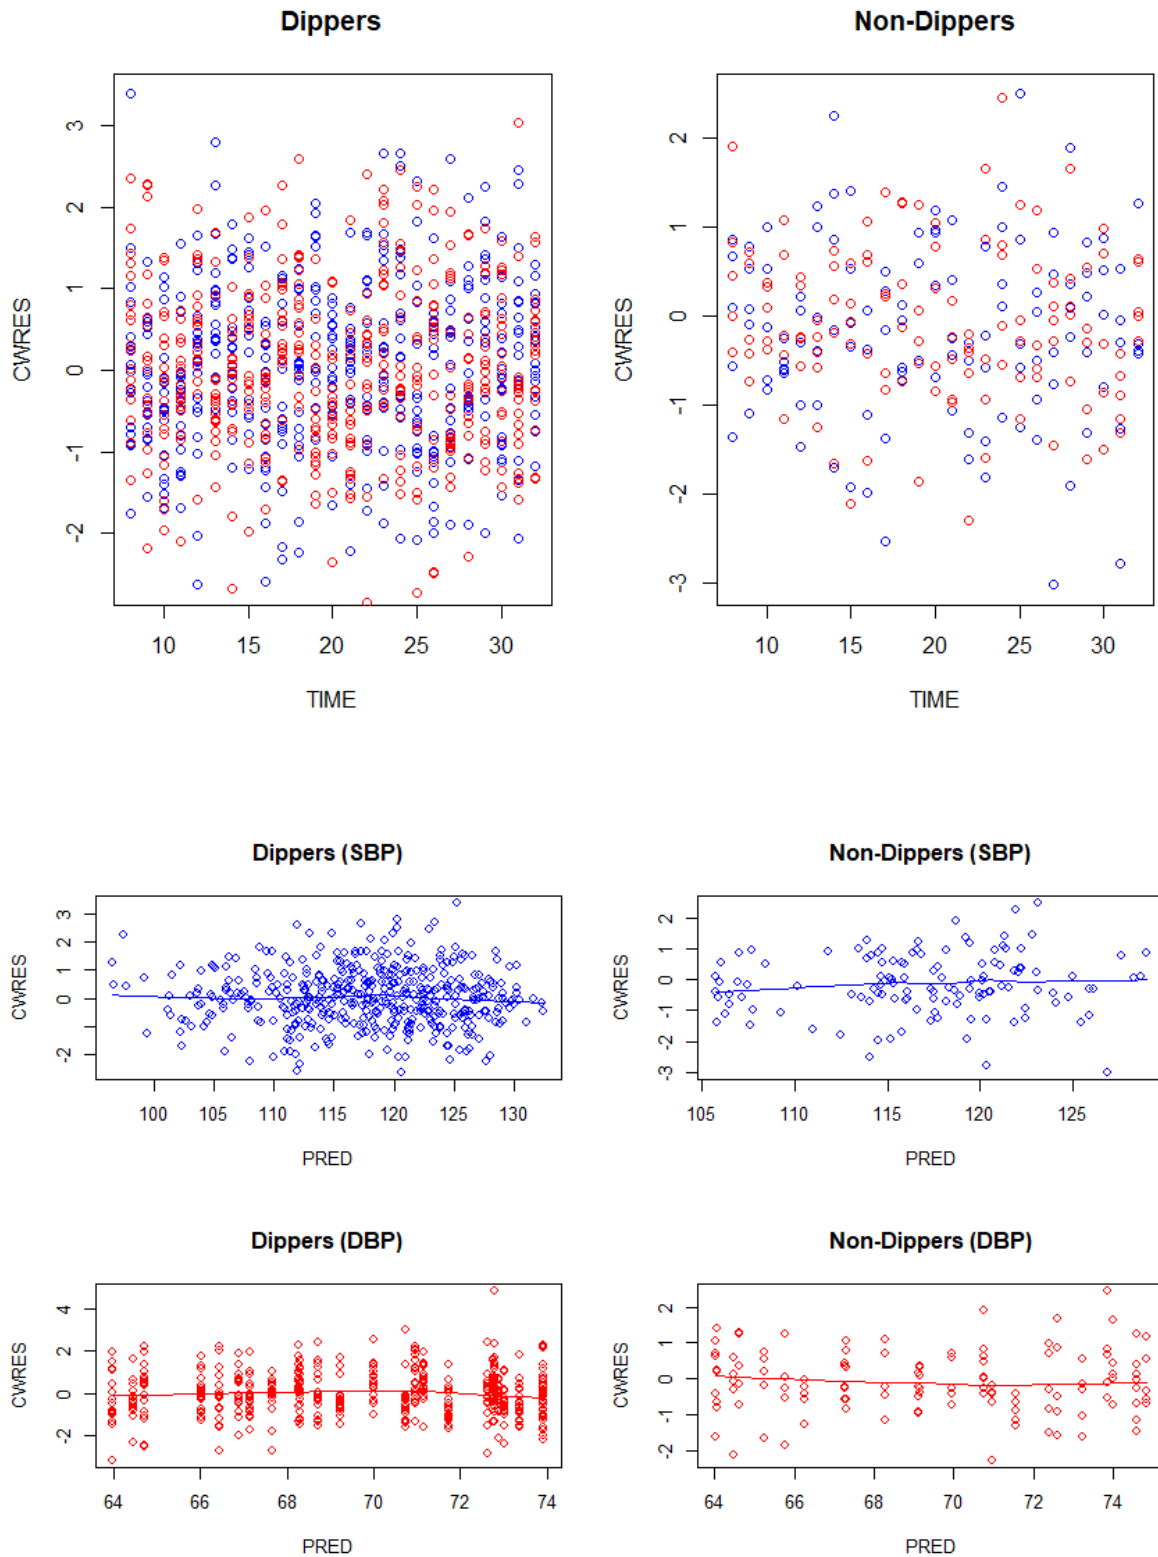 Dippers
Non-Dippers
3
2
1
0
-1
-2
CWRES
10 15 20 25 30
TIME
2
1
0
-1
-2
-3
CWRES
10 15 20 25 30
TIME
Dippers (SBP)
Non-Dippers (SBP)
3
2
1
0
-2
CWRES
100 105 110 115 120 125 130
PRED
2
1
0
-1
-2
-3
CWRES
105 110 115 120 125
PRED
Dippers (DBP)
Non-Dippers (DBP)
4
2
0
-2
CWRES
64 66 68 70 72 74
PRED
2
1
0
-1
-2
CWRES
64 66 68 70 72 74
PRED